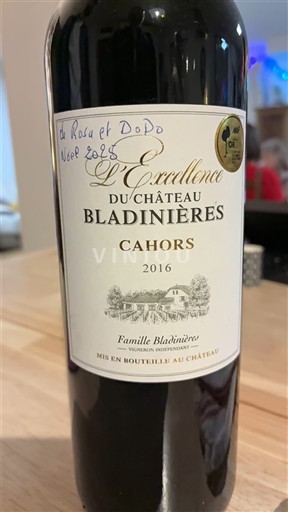 de Rosa et DoDo
Noel 2025
L'Excellence
DU CHÂTEAU
BLADINIÈRES
CAHORS
VINIOU
2016
Famille Bladinières
VIGNERON INDÉPENDANT
MIS EN BOUTEILLE AU CHÂTEAU